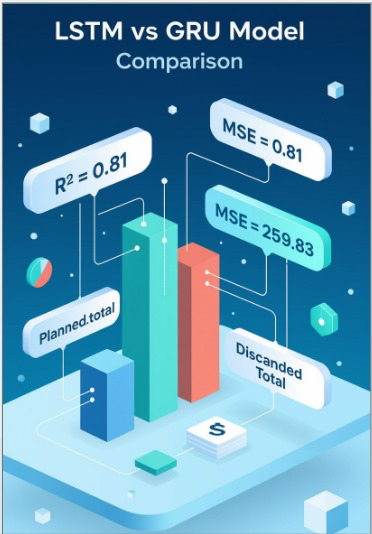 LSTM vs GRU Model
Comparison
R² = 0.81
MSE = 0.81
MSE = 259.83
Planned.total
Discanded
Total
$